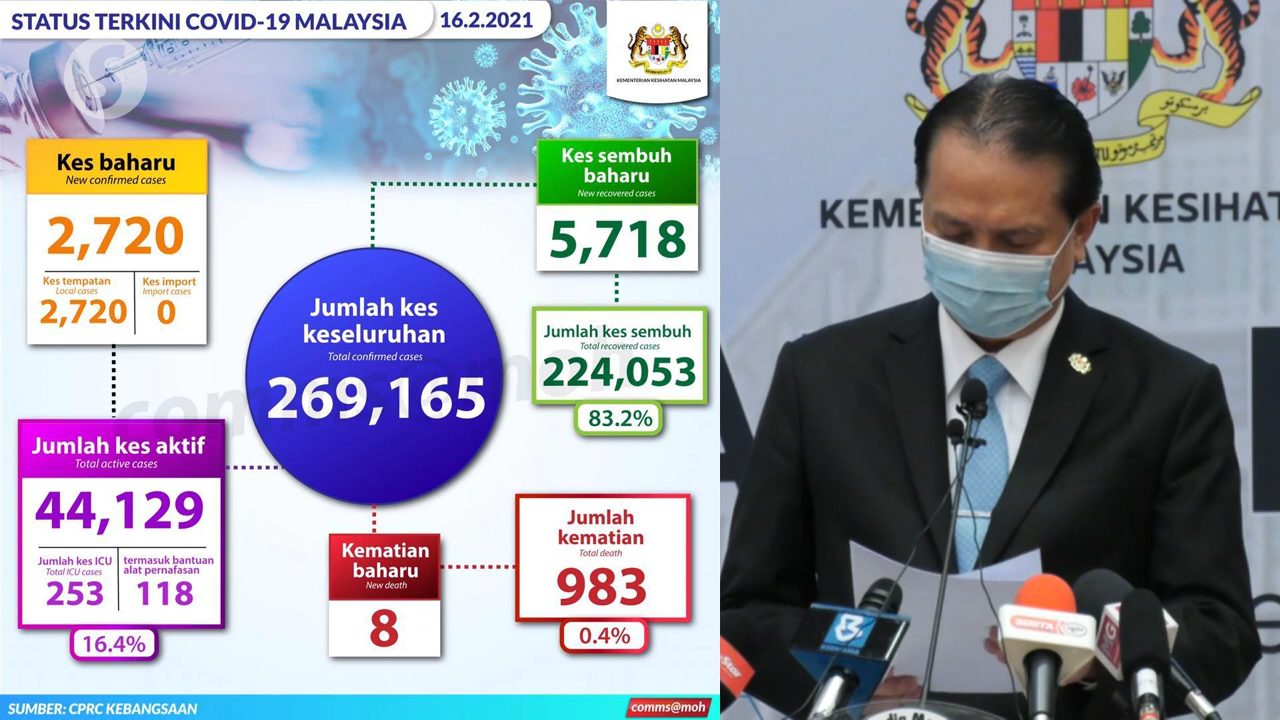 STATUS TERKINI COVID-19 MALAYSIA
16.2.2021
KEMENTERIAN KESIHATAN MALAYSIA
Kes baharu
New confirmed cases
2,720
Kes tempatan
Local cases
2,720
Kes import
Import cases
0
Kes sembuh
baharu
New recovered cases
5,718
Jumlah kes
keseluruhan
Total confirmed cases
269,165
Jumlah kes sembuh
Total recovered cases
224,053
83.2%
Jumlah kes aktif
Total active cases
44,129
Jumlah kes ICU
Total ICU cases
253
termasuk bantuan
alat pernafasan
118
16.4%
Kematian
baharu
New death
8
Jumlah
kematian
Total death
983
0.4%
SUMBER: CPRC KEBANGSAAN
comms@moh
KEME
N KESIHAT
AYSIA
BERITA
Star